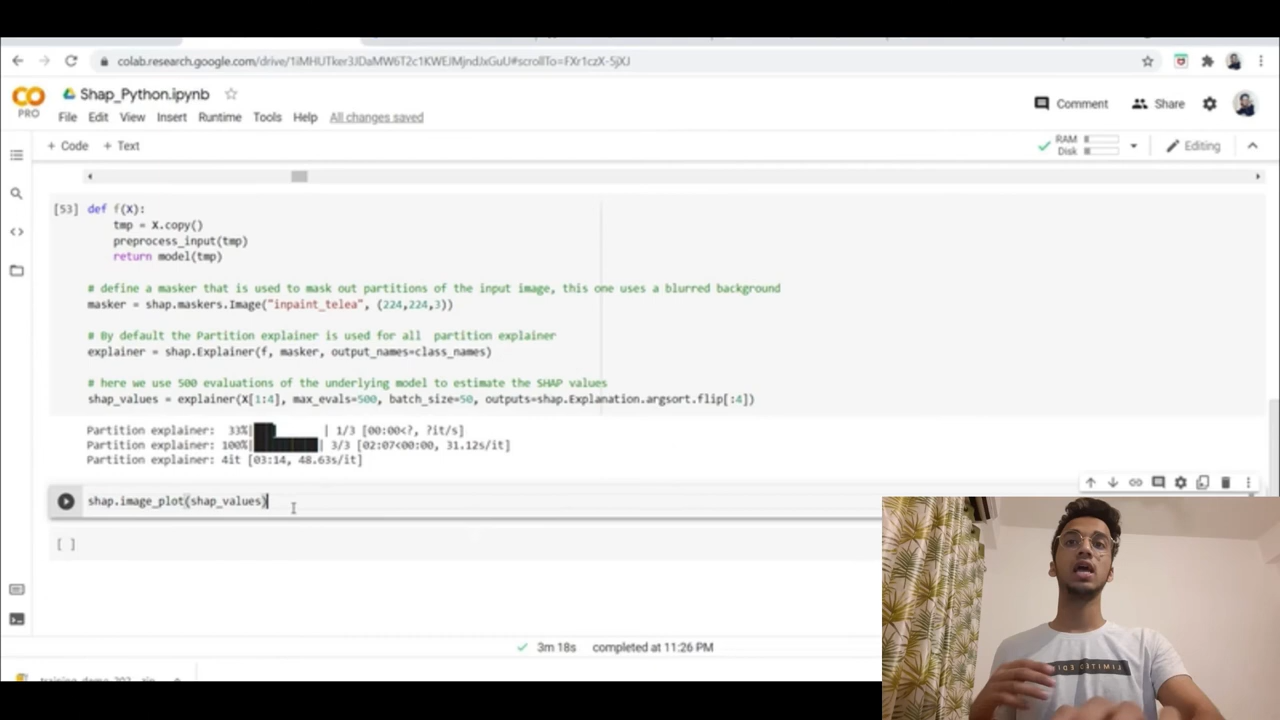 colab.research.google.com/drive/1iMHUTker3JDaMW6T2c1KWEJMjndJxGuU#scrollTo=FXr1czX-5jXJ
CO
PRO
Shap_Python.ipynb
Comment
Share
File Edit View Insert Runtime Tools Help All changes saved
+ Code + Text
RAM
Disk
Editing
[53] def f(X):
tmp = X.copy()
preprocess_input(tmp)
return model(tmp)
# define a masker that is used to mask out partitions of the input image, this one uses a blurred background
masker = shap.maskers.Image("inpaint_telea", (224,224,3))
# By default the Partition explainer is used for all  partition explainer
explainer = shap.Explainer(f, masker, output_names=class_names)
# here we use 500 evaluations of the underlying model to estimate the SHAP values
shap_values = explainer(X[1:4], max_evals=500, batch_size=50, outputs=shap.Explanation.argsort.flip[:4])
Partition explainer:  33%| | 1/3 [00:00<?, ?it/s]
Partition explainer: 100%| | 3/3 [02:07<00:00, 31.12s/it]
Partition explainer: 4it [03:14, 48.63s/it]
shap.image_plot(shap_values)
[ ]
3m 18s completed at 11:26 PM